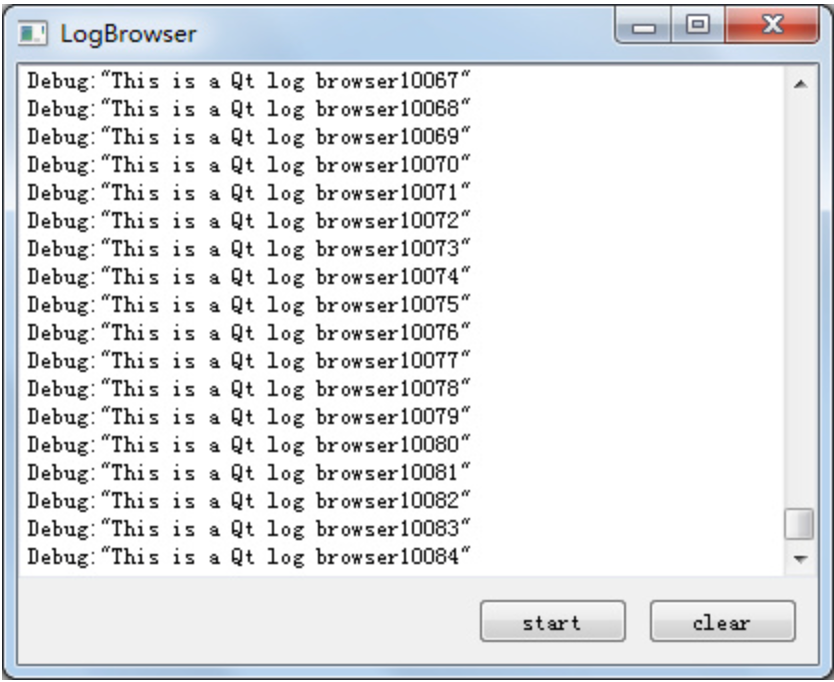 LogBrowser
Debug:"This is a Qt log browser10067"
Debug:"This is a Qt log browser10068"
Debug:"This is a Qt log browser10069"
Debug:"This is a Qt log browser10070"
Debug:"This is a Qt log browser10071"
Debug:"This is a Qt log browser10072"
Debug:"This is a Qt log browser10073"
Debug:"This is a Qt log browser10074"
Debug:"This is a Qt log browser10075"
Debug:"This is a Qt log browser10076"
Debug:"This is a Qt log browser10077"
Debug:"This is a Qt log browser10078"
Debug:"This is a Qt log browser10079"
Debug:"This is a Qt log browser10080"
Debug:"This is a Qt log browser10081"
Debug:"This is a Qt log browser10082"
Debug:"This is a Qt log browser10083"
Debug:"This is a Qt log browser10084"
start clear